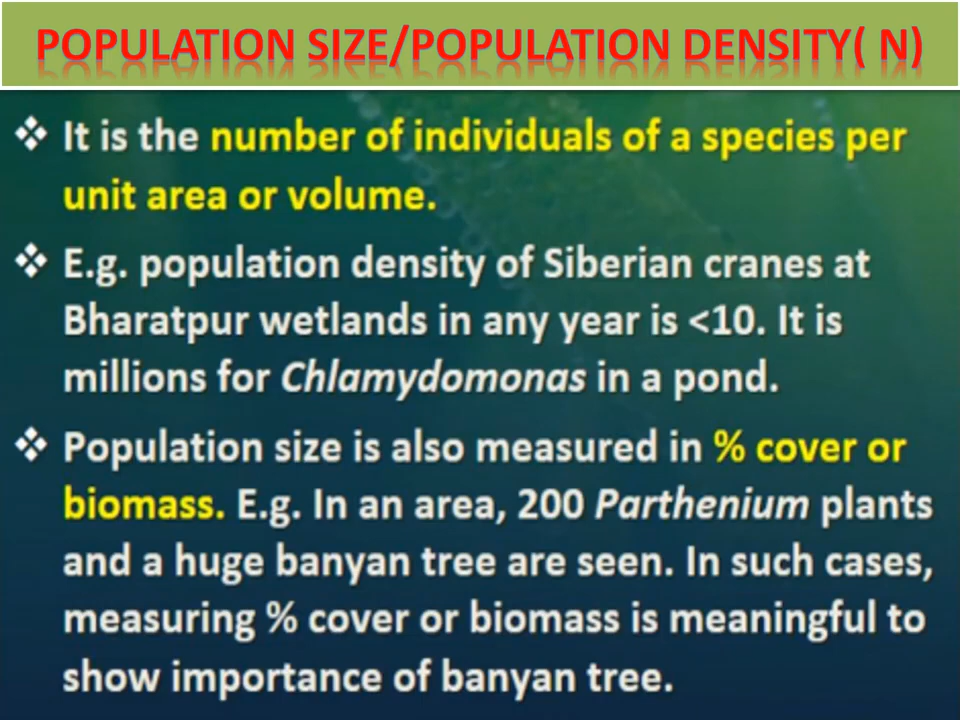 POPULATION SIZE/POPULATION DENSITY( N)
❖ It is the number of individuals of a species per
unit area or volume.
❖ E.g. population density of Siberian cranes at
Bharatpur wetlands in any year is <10. It is
millions for Chlamydomonas in a pond.
❖ Population size is also measured in % cover or
biomass. E.g. In an area, 200 Parthenium plants
and a huge banyan tree are seen. In such cases,
measuring % cover or biomass is meaningful to
show importance of banyan tree.